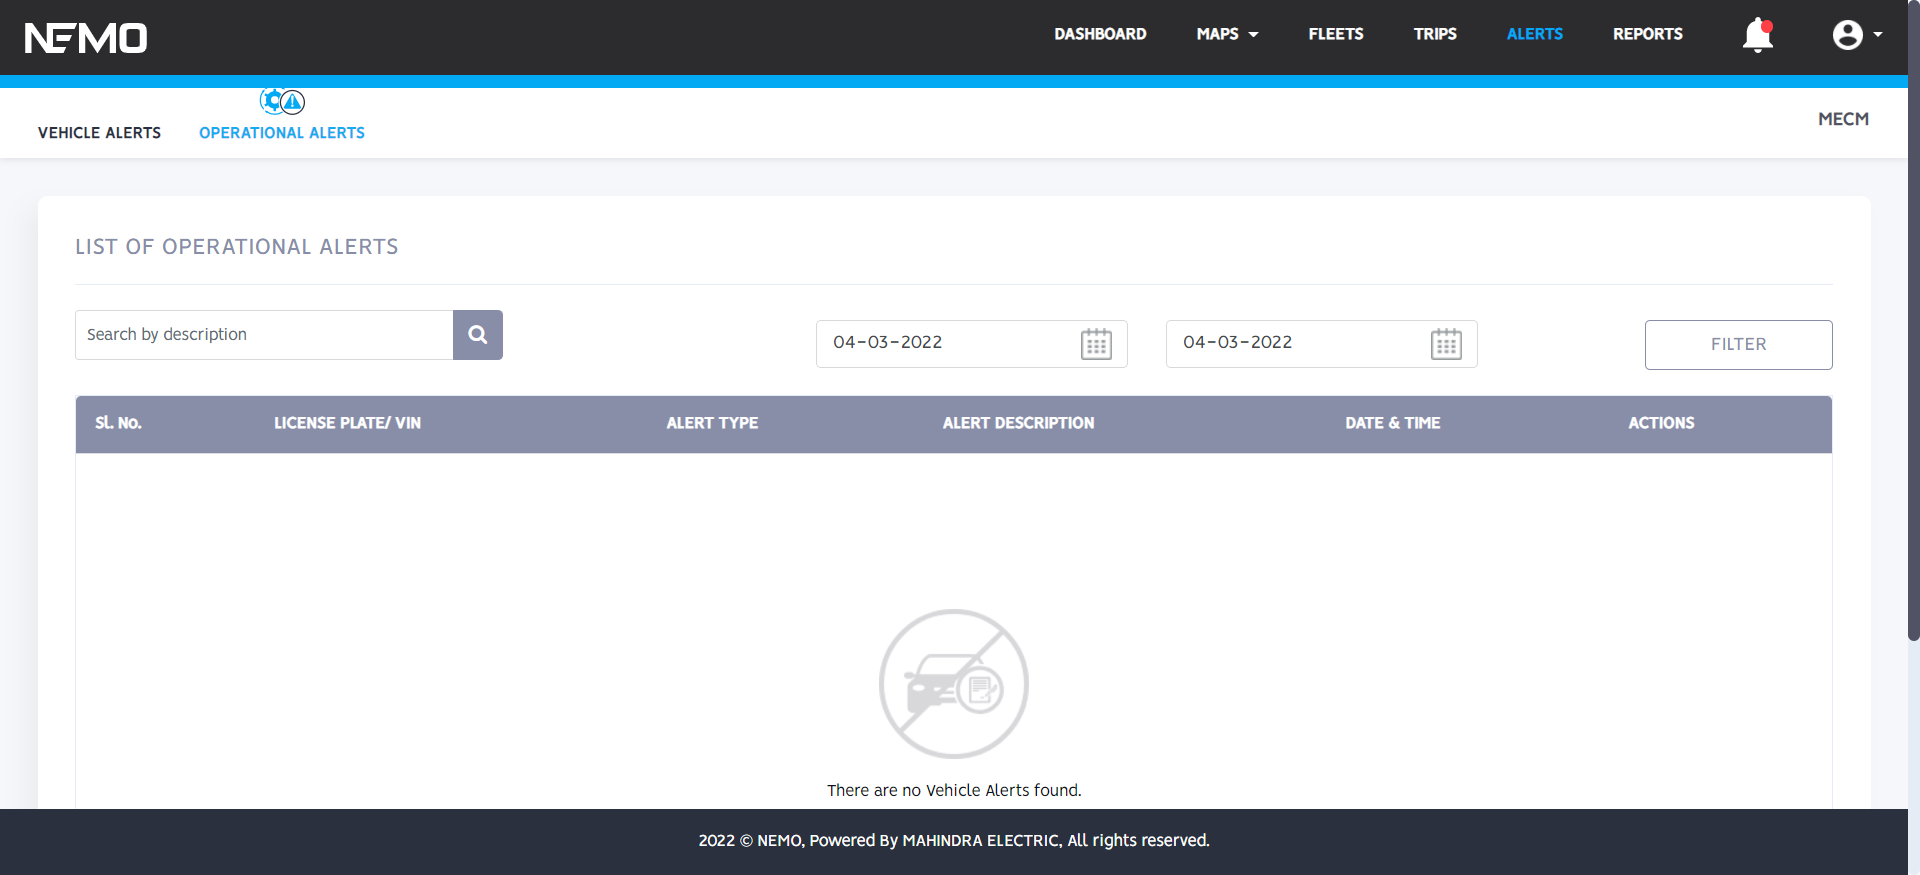 NEMO
DASHBOARD MAPS FLEETS TRIPS ALERTS REPORTS
VEHICLE ALERTS OPERATIONAL ALERTS MECM
LIST OF OPERATIONAL ALERTS
Search by description 04-03-2022 04-03-2022 FILTER
Sl. No. LICENSE PLATE/ VIN ALERT TYPE ALERT DESCRIPTION DATE & TIME ACTIONS
There are no Vehicle Alerts found.
2022 © NEMO, Powered By MAHINDRA ELECTRIC, All rights reserved.